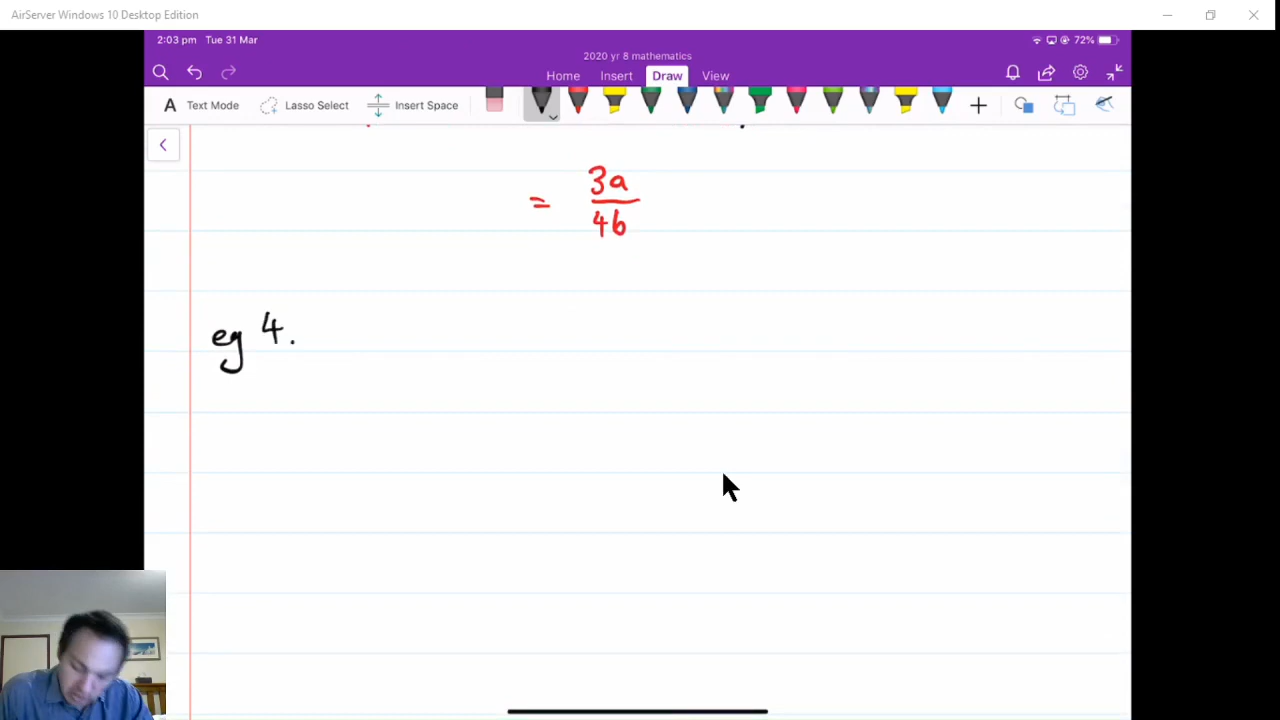 AirServer Windows 10 Desktop Edition
2:03 pm Tue 31 Mar 72%
2020 yr 8 mathematics
Home Insert Draw View
A Text Mode Lasso Select Insert Space
= 3a
4b
eg 4.